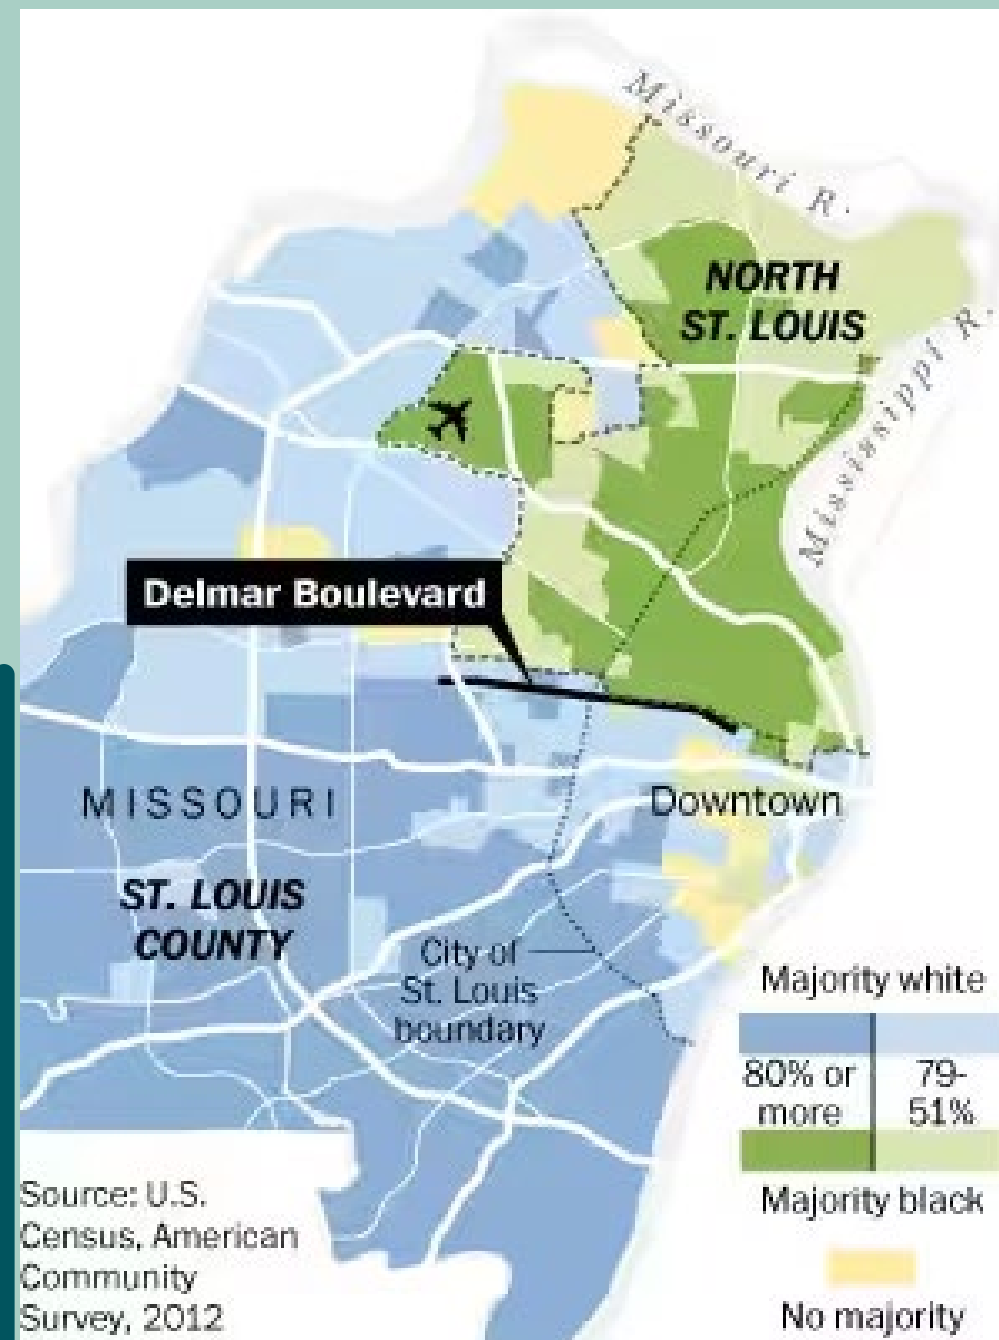 Missouri R.
NORTH
ST. LOUIS
Mississippi R.
Delmar Boulevard
MISSOURI
Downtown
ST. LOUIS
COUNTY
City of
St. Louis
boundary
Majority white
80% or
more
79-
51%
Majority black
No majority
Source: U.S.
Census, American
Community
Survey, 2012